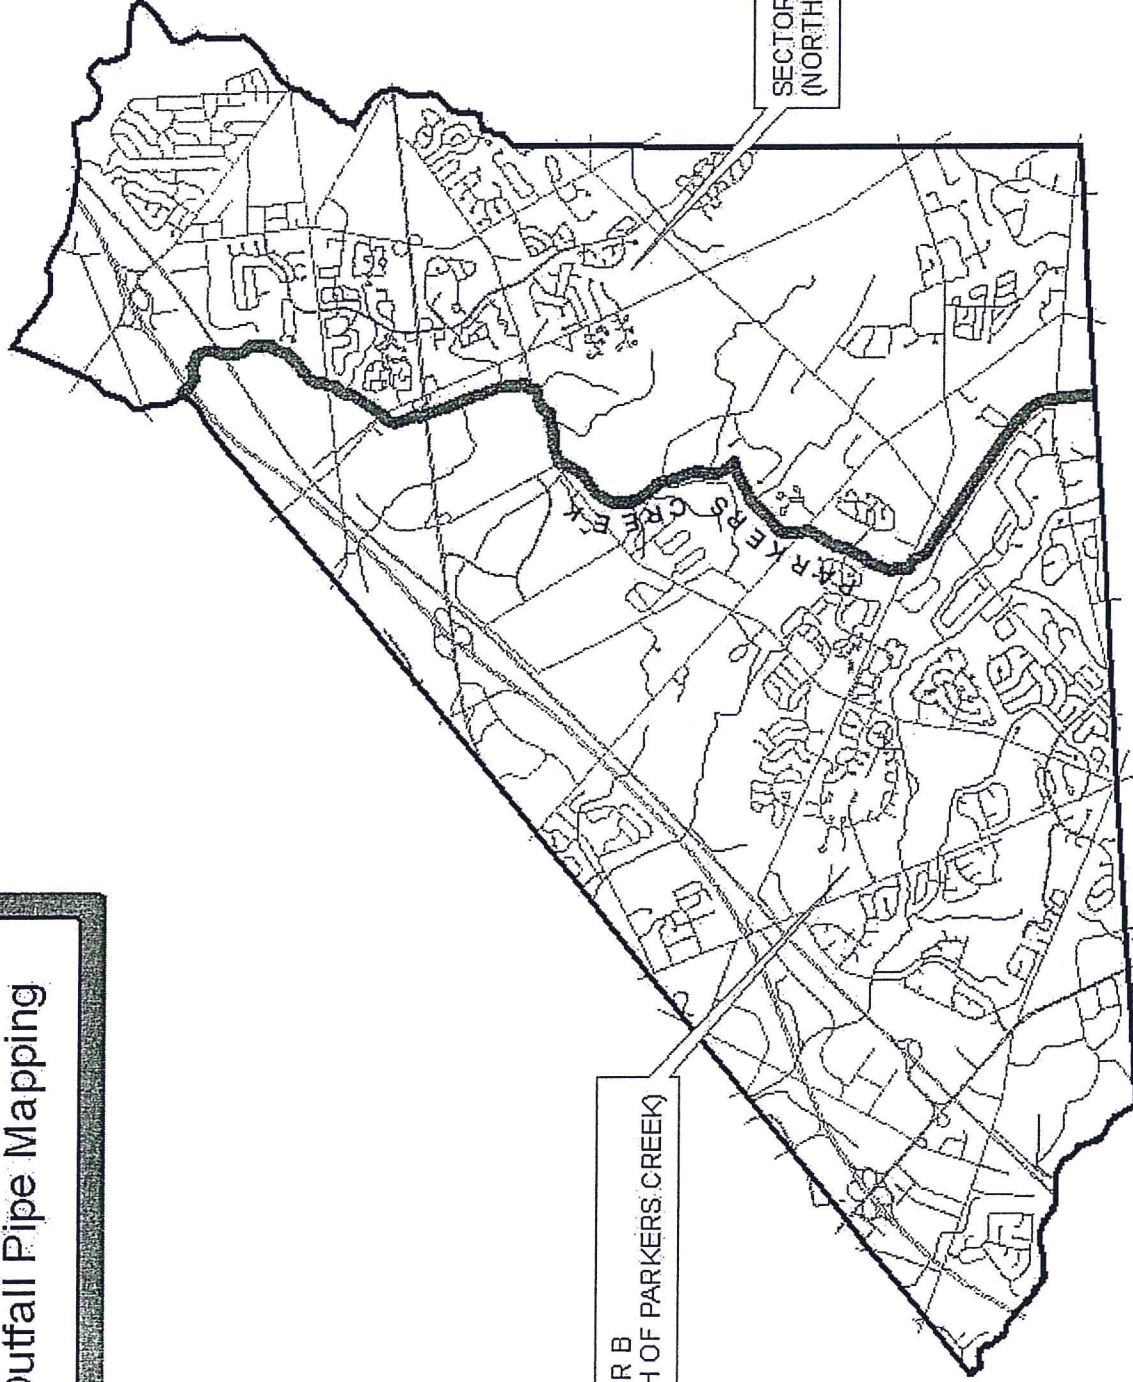 outfall Pipe Mapping
SECTOR
(NORTH
PARKERS CREEK
R B
H OF PARKERS CREEK)